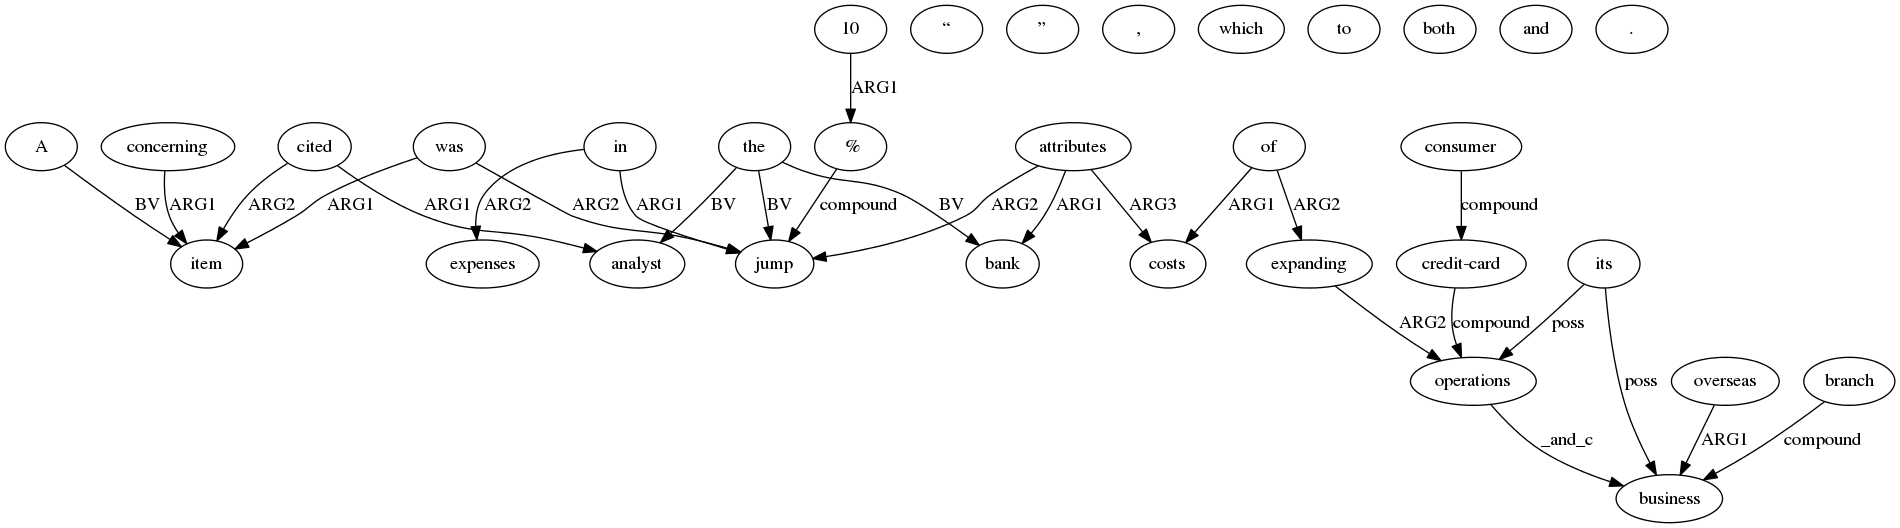 10 “ ” , which to both and .
ARG1
A concerning cited was in the % attributes of consumer
BV ARG1 ARG2 ARG1 ARG1 ARG2 ARG2 ARG1 BV BV compound BV ARG2 ARG1 ARG3 ARG1 ARG2 compound
item expenses analyst jump bank costs expanding credit-card its
ARG2 compound poss
operations overseas branch
poss
_and_c ARG1 compound
business